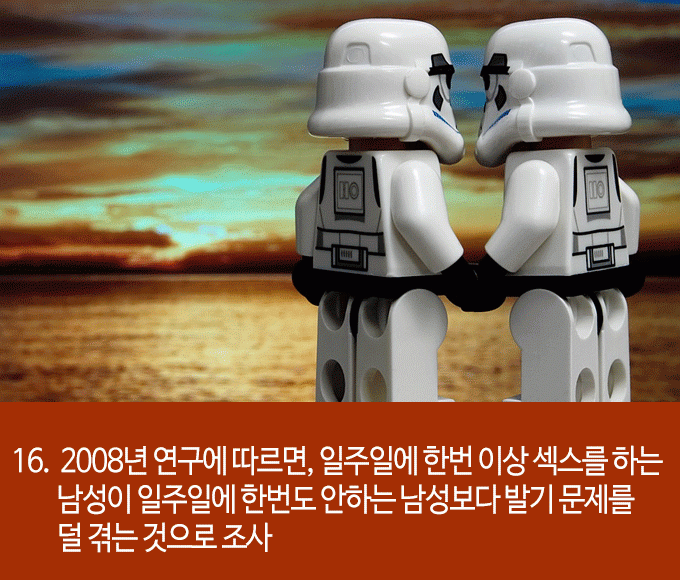 16. 2008년 연구에 따르면, 일주일에 한번 이상 섹스를 하는
남성이 일주일에 한번도 안하는 남성보다 발기 문제를
덜 겪는 것으로 조사